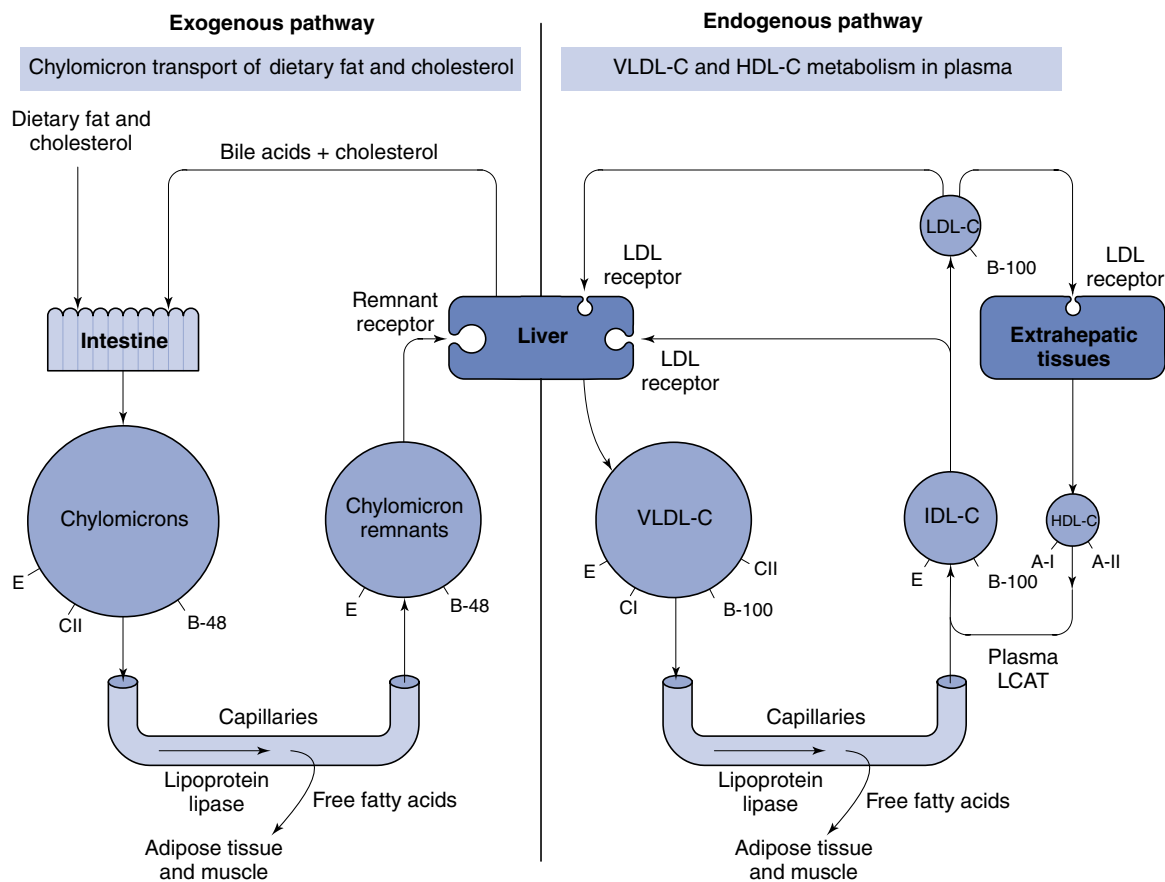 Exogenous pathway
Chylomicron transport of dietary fat and cholesterol
Dietary fat and
cholesterol
Bile acids + cholesterol
Intestine
Remnant
receptor
Liver
Chylomicrons
E
CII
B-48
Chylomicron
remnants
E
B-48
Capillaries
Lipoprotein
lipase
Free fatty acids
Adipose tissue
and muscle
Endogenous pathway
VLDL-C and HDL-C metabolism in plasma
LDL
receptor
LDL
receptor
LDL-C
B-100
LDL
receptor
Extrahepatic
tissues
VLDL-C
E
CI
B-100
CII
IDL-C
E
B-100
HDL-C
A-I
A-II
Plasma
LCAT
Capillaries
Lipoprotein
lipase
Free fatty acids
Adipose tissue
and muscle